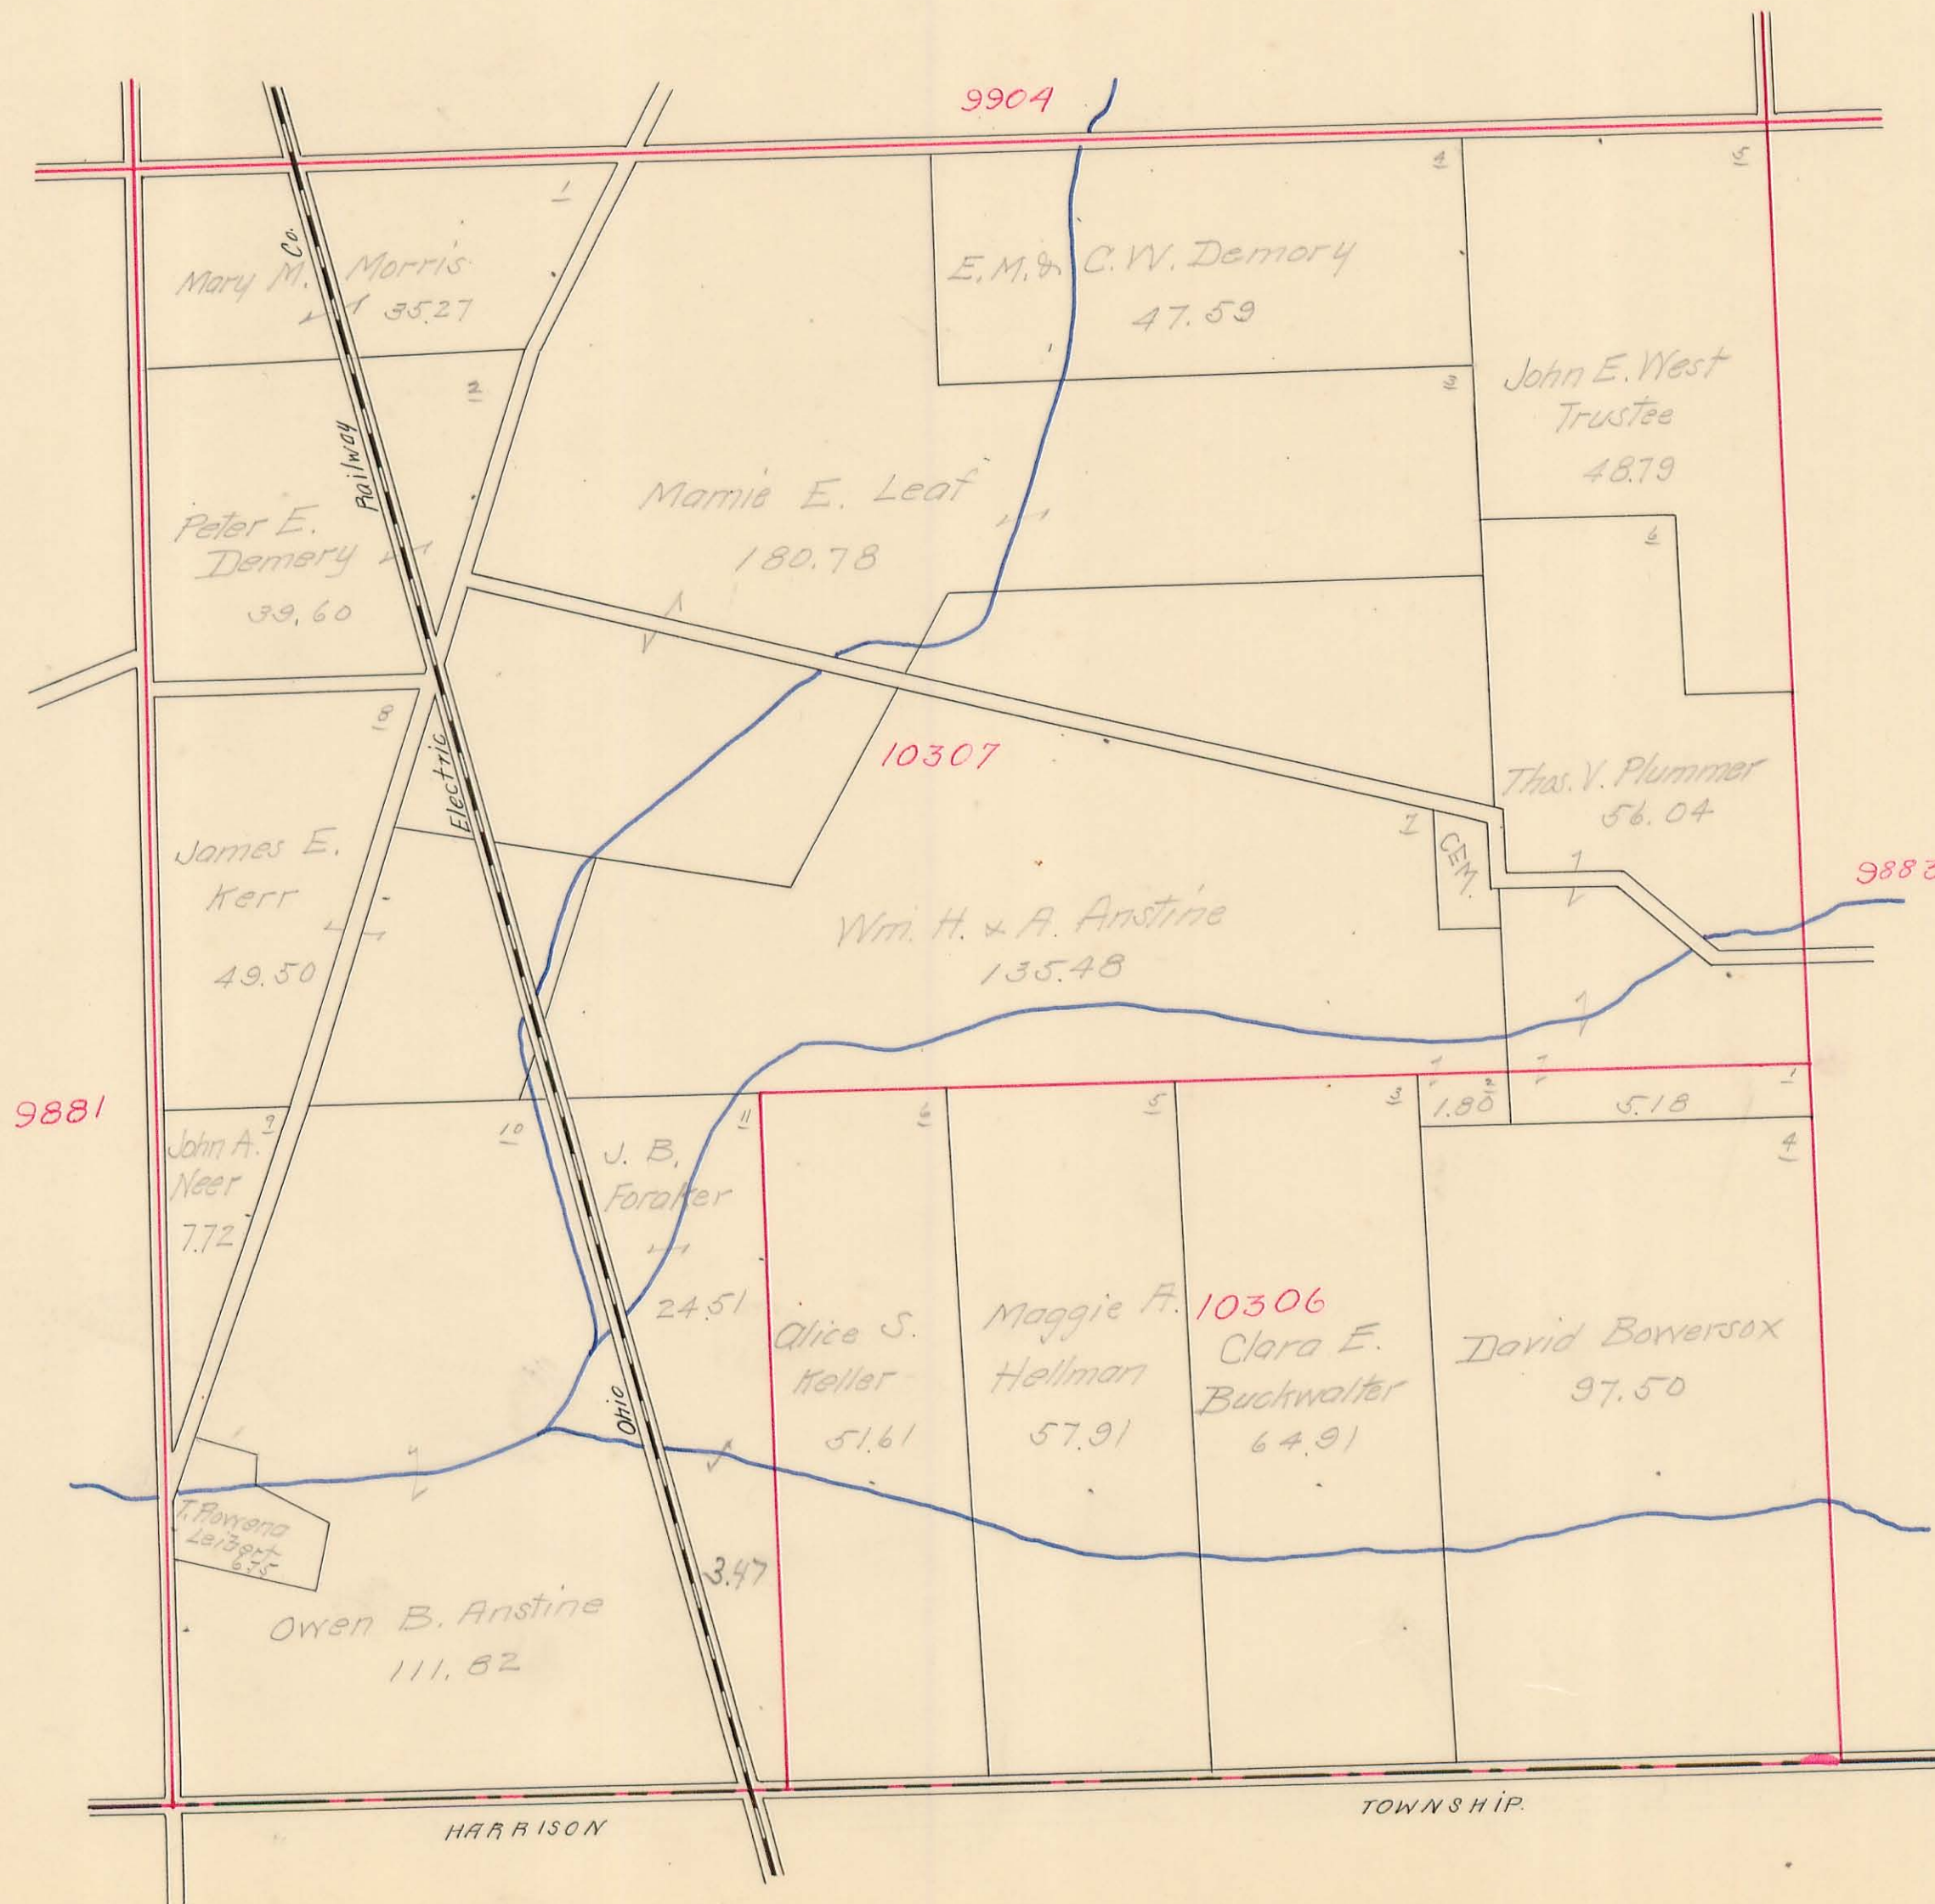 9904
1
4
5
Mary M. Morris
35.27
E. M. & C. W. Demory
47.59
2
3
John E. West
Trustee
48.79
Peter E.
Demery
39.60
Mamie E. Leaf
180.78
6
8
10307
Thos. V. Plummer
56.04
7
CEM.
9883
James E.
Kerr
49.50
Wm. H. & A. Anstine
135.48
9881
9
10
11
6
5
3
2
1
1.80
5.18
4
John A.
Neer
7.72
J. B.
Foraker
24.51
Alice S.
Keller
51.61
Maggie A.
Hellman
57.91
10306
Clara E.
Buckwalter
64.91
David Bowersox
97.50
T. Rowena
Leibert
6.35
3.47
Owen B. Anstine
111.82
Ohio Electric Railway Co.
HARRISON TOWNSHIP.